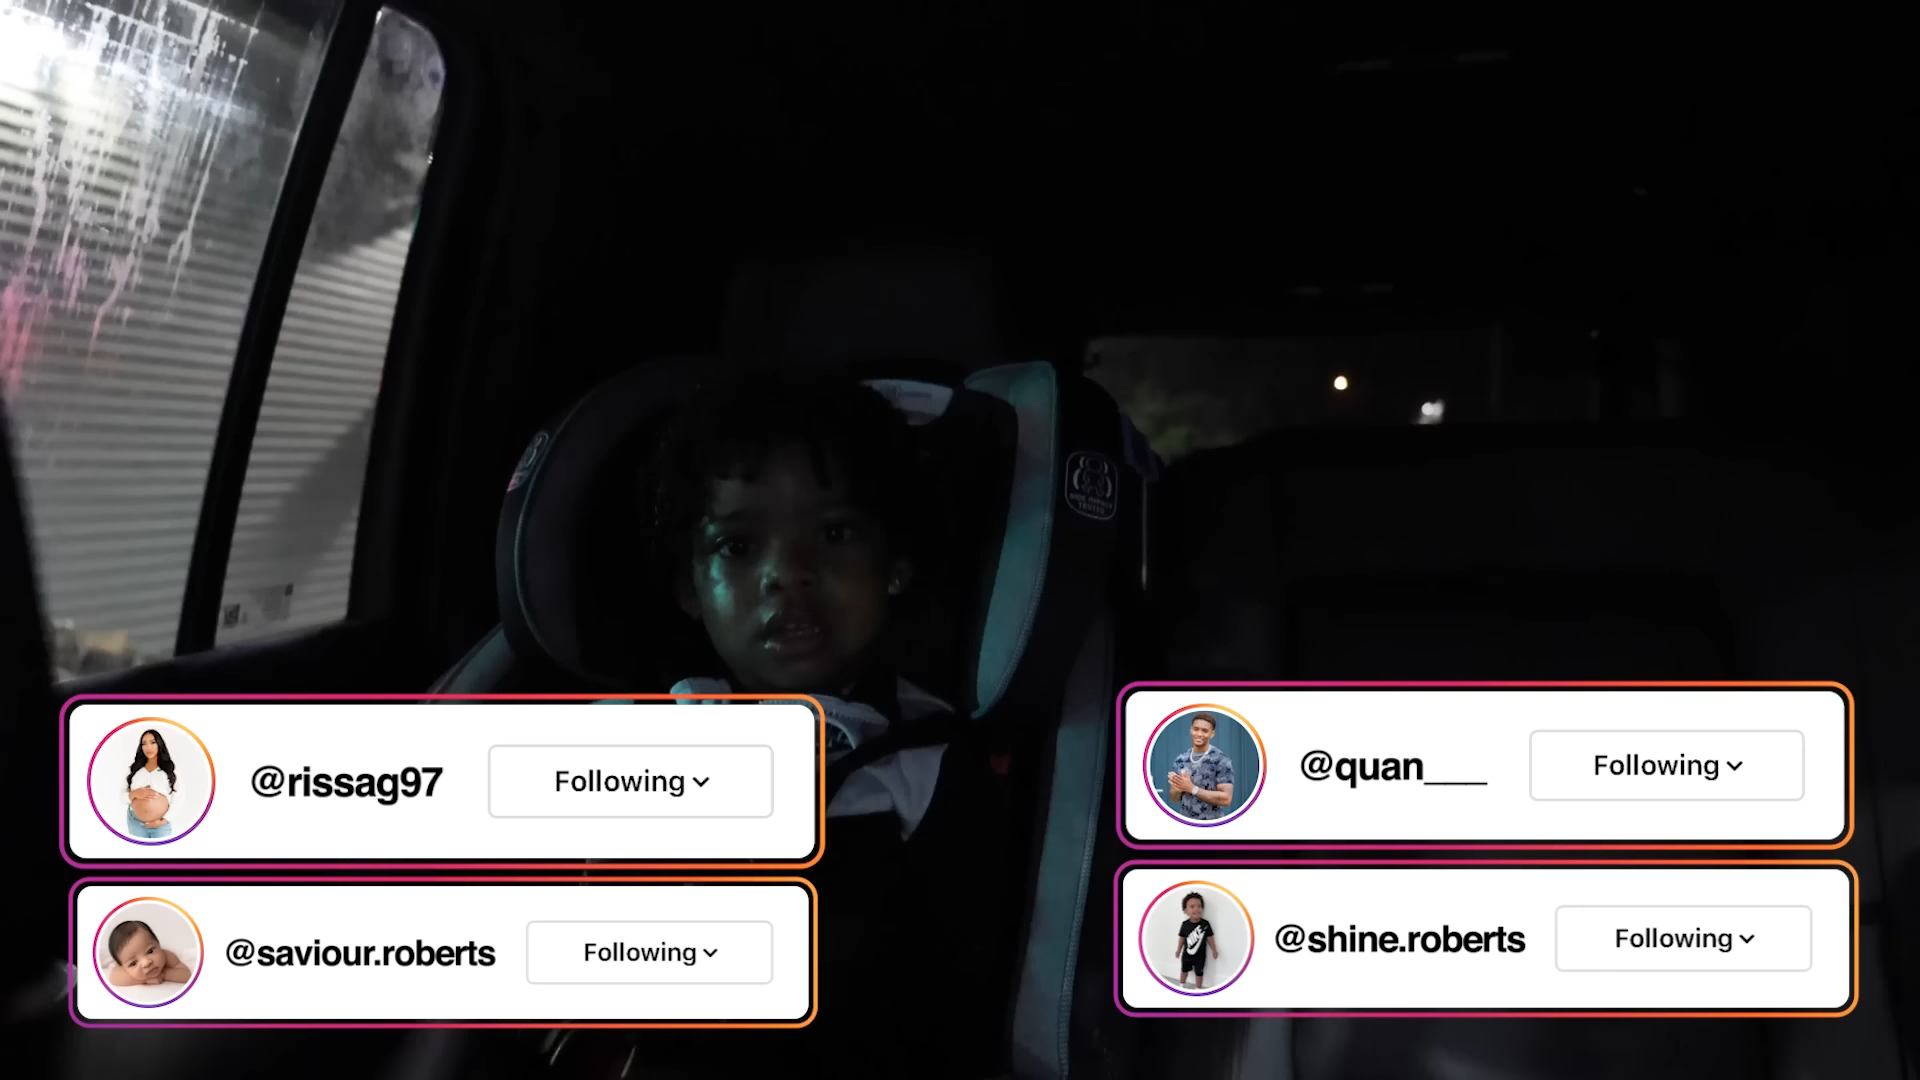 @rissag97 Following
@quan___ Following
@saviour.roberts Following
@shine.roberts Following